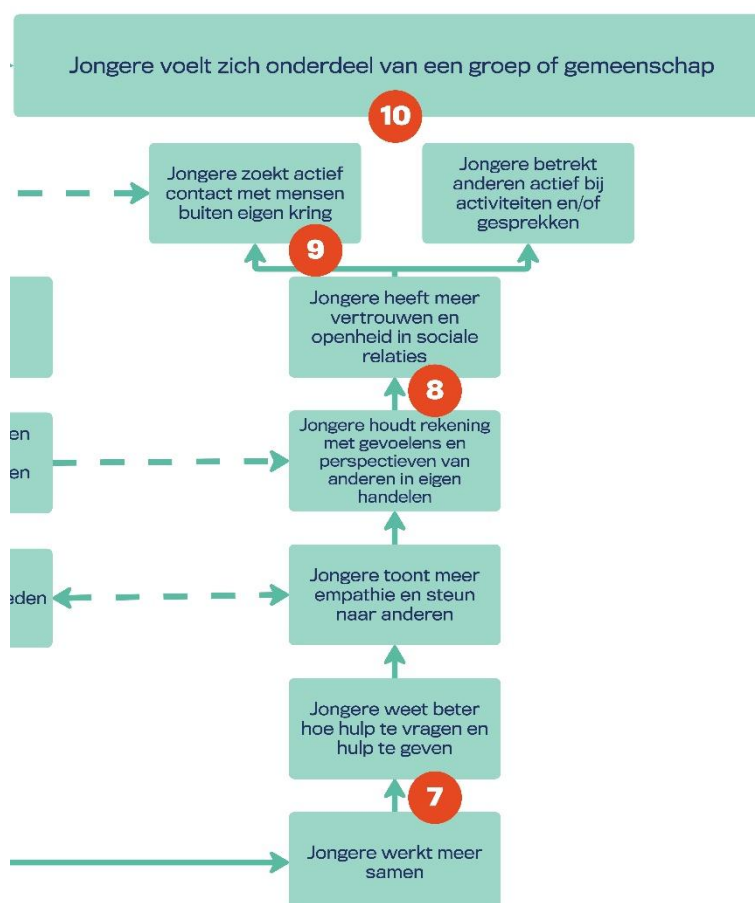 Jongere voelt zich onderdeel van een groep of gemeenschap
10
Jongere zoekt actief
contact met mensen
buiten eigen kring
Jongere betrekt
anderen actief bij
activiteiten en/of
gesprekken
9
Jongere heeft meer
vertrouwen en
openheid in sociale
relaties
8
en
en
Jongere houdt rekening
met gevoelens en
perspectieven van
anderen in eigen
handelen
eden
Jongere toont meer
empathie en steun
naar anderen
Jongere weet beter
hoe hulp te vragen en
hulp te geven
7
Jongere werkt meer
samen